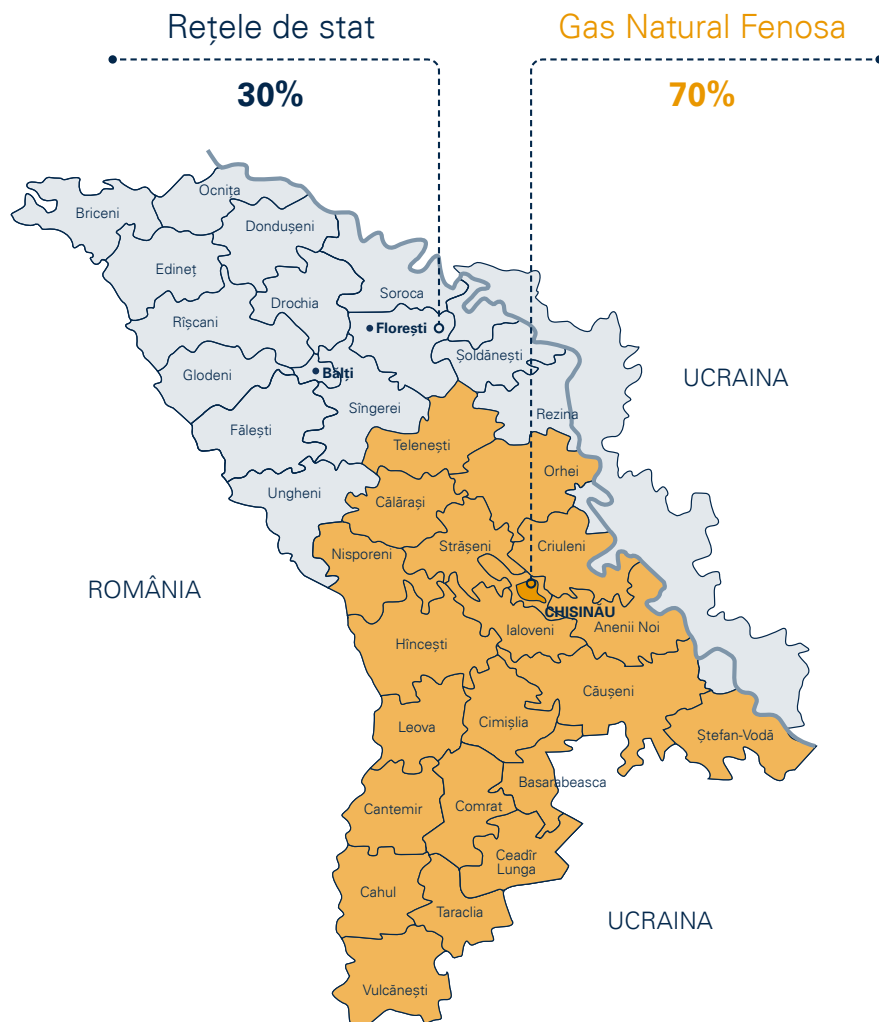 Rețele de stat
Gas Natural Fenosa
30%
70%
Ocnița
Briceni
Dondușeni
Edineț
Soroca
Drochia
Rîșcani
Florești
Șoldănești
Glodeni
Bălți
UCRAINA
Sîngerei
Rezina
Fălești
Telenești
Orhei
Ungheni
Călărași
Strășeni
Criuleni
Nisporeni
ROMÂNIA
CHISINĂU
Ialoveni
Anenii Noi
Hîncești
Căușeni
Leova
Cimișlia
Ștefan-Vodă
Basarabeasca
Cantemir
Comrat
Ceadîr
Lunga
Cahul
Taraclia
UCRAINA
Vulcănești